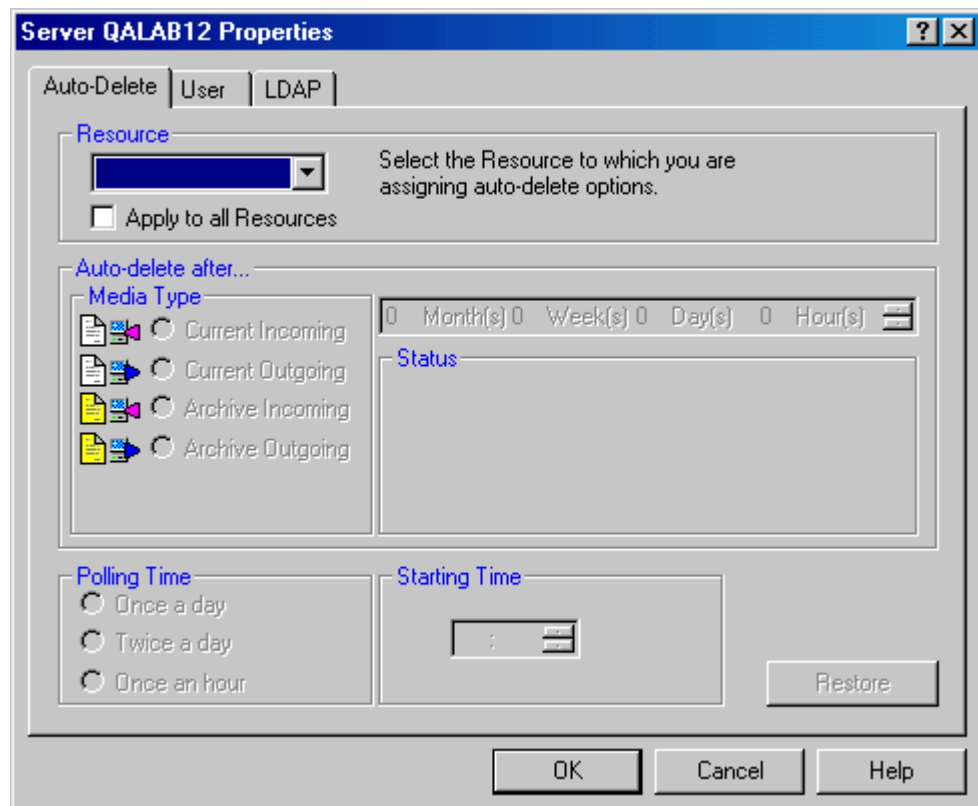 Server QALAB12 Properties
Auto-Delete
User
LDAP
Resource
Select the Resource to which you are
assigning auto-delete options.
Apply to all Resources
Auto-delete after...
Media Type
Current Incoming
Current Outgoing
Archive Incoming
Archive Outgoing
0 Month(s) 0 Week(s) 0 Day(s) 0 Hour(s)
Status
Polling Time
Once a day
Twice a day
Once an hour
Starting Time
:
Restore
OK
Cancel
Help